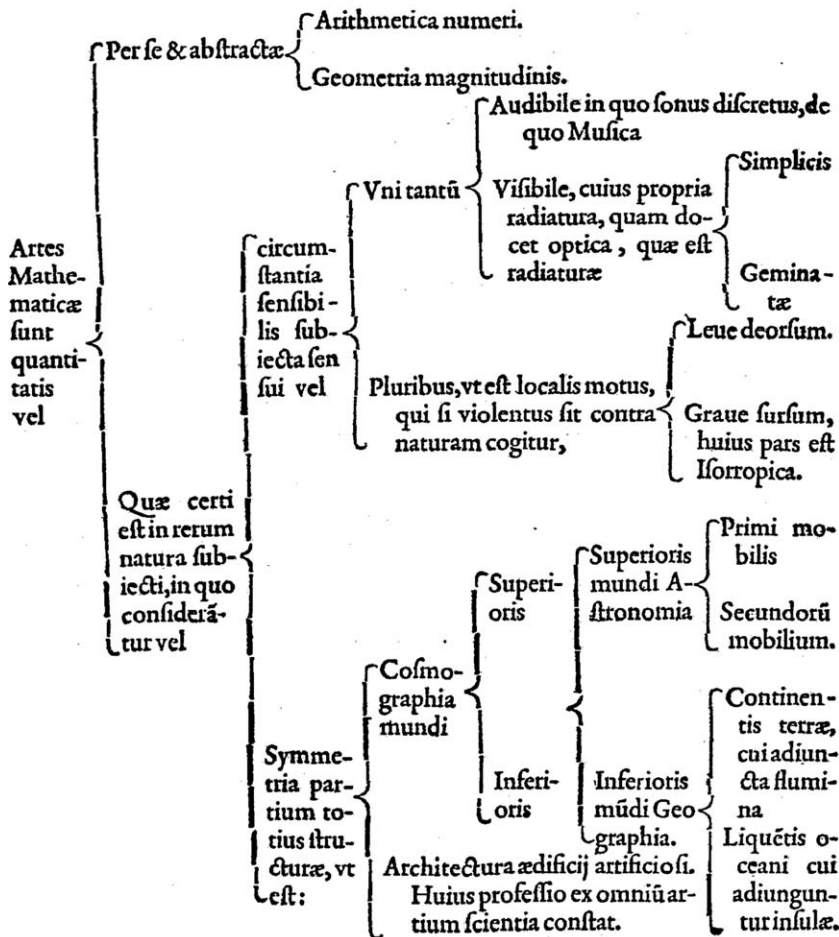 Artes
Mathe-
maticæ
ſunt
quanti-
tatis
vel
Per ſe & abſtractæ
Arithmetica numeri.
Geometria magnitudinis.
Quæ certi
eſt in rerum
natura ſub-
iecti, in quo
conſiderã-
tur vel
circum-
ſtantia
ſenſibi-
lis ſub-
iecta ſen
ſui vel
Vni tantũ
Audibile in quo ſonus diſcretus, de
quo Muſica
Viſibile, cuius propria
radiatura, quam do-
cet optica, quæ eſt
radiaturæ
Simplicis
Gemina-
tæ
Pluribus, vt eſt localis motus,
qui ſi violentus ſit contra
naturam cogitur,
Leue deorſum.
Graue ſurſum,
huius pars eſt
Iſorropica.
Symme-
tria par-
tium to-
tius ſtru-
cturæ, vt
eſt:
Coſmo-
graphia
mundi
Superi-
oris
Inferi-
oris
Superioris
mundi A-
ſtronomia
Primi mo-
bilis
Secundorũ
mobilium.
Inferioris
mũdi Geo-
graphia.
Continen-
tis terræ,
cui adiun-
cta flumi-
na
Liquẽtis o-
ceani cui
adiungun-
tur inſulæ.
Architectura ædificij artificioſi.
Huius profeſſio ex omniũ ar-
tium ſcientia conſtat.